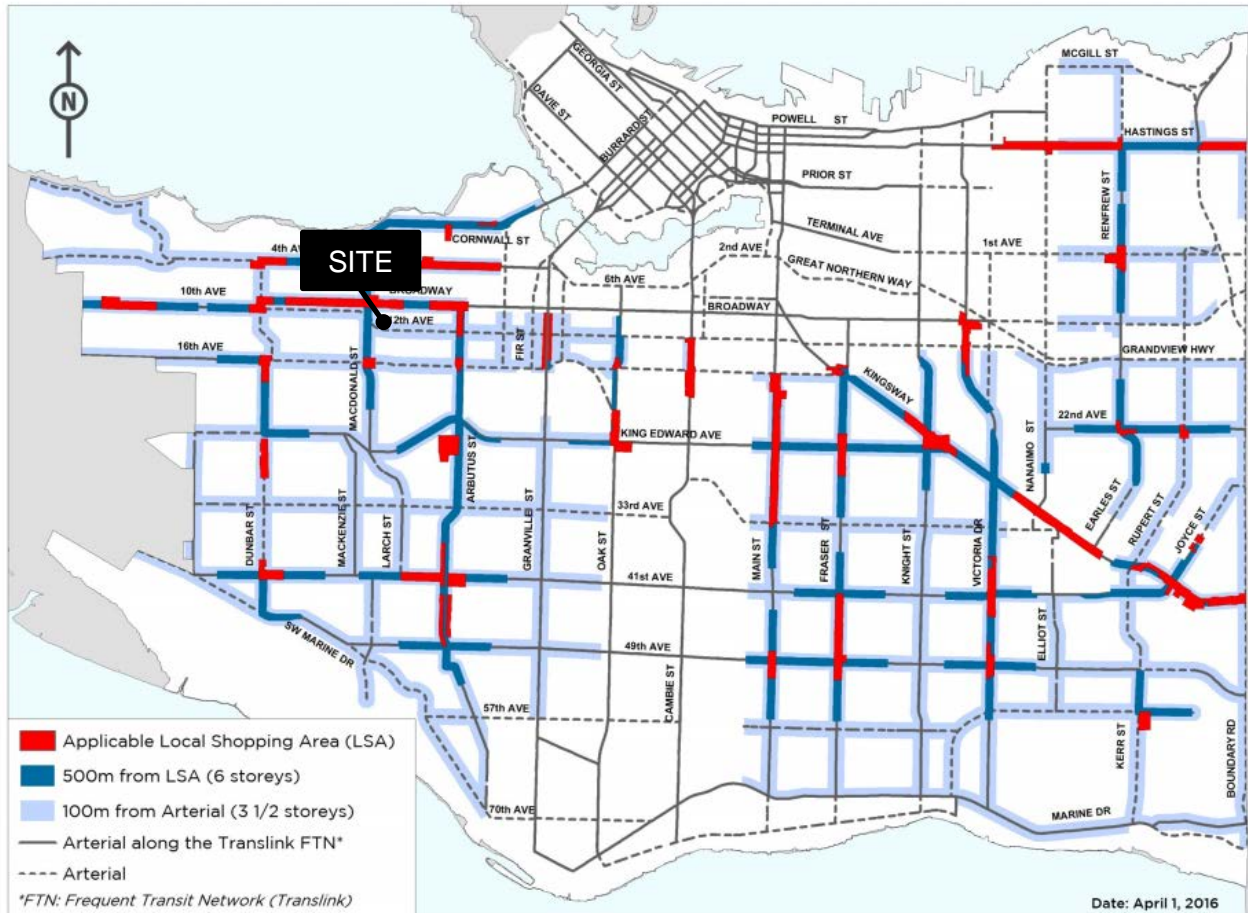 N
MCGILL ST
GEORGIA ST
DAVIE ST
BURRARD ST
POWELL ST
HASTINGS ST
PRIOR ST
RENFREW ST
TERMINAL AVE
CORNWALL ST
4th AV
SITE
2nd AVE
1st AVE
GREAT NORTHERN WAY
6th AVE
10th AVE
BROADWAY
BROADWAY
12th AVE
FIR ST
16th AVE
GRANDVIEW HWY
MACDONALD ST
KINGSWAY
22nd AVE
KING EDWARD AVE
NANAIMO ST
ARBUTUS ST
EARLES ST
RUPERT ST
JOYCE ST
33rd AVE
DUNBAR ST
MACKENZIE ST
LARCH ST
GRANVILLE ST
OAK ST
MAIN ST
FRASER ST
KNIGHT ST
VICTORIA DR
41st AVE
ELLIOT ST
SW MARINE DR
49th AVE
CAMBIE ST
57th AVE
KERR ST
BOUNDARY RD
70th AVE
MARINE DR
Applicable Local Shopping Area (LSA)
500m from LSA (6 storeys)
100m from Arterial (3 1/2 storeys)
Arterial along the Translink FTN*
Arterial
*FTN: Frequent Transit Network (Translink)
Date: April 1, 2016